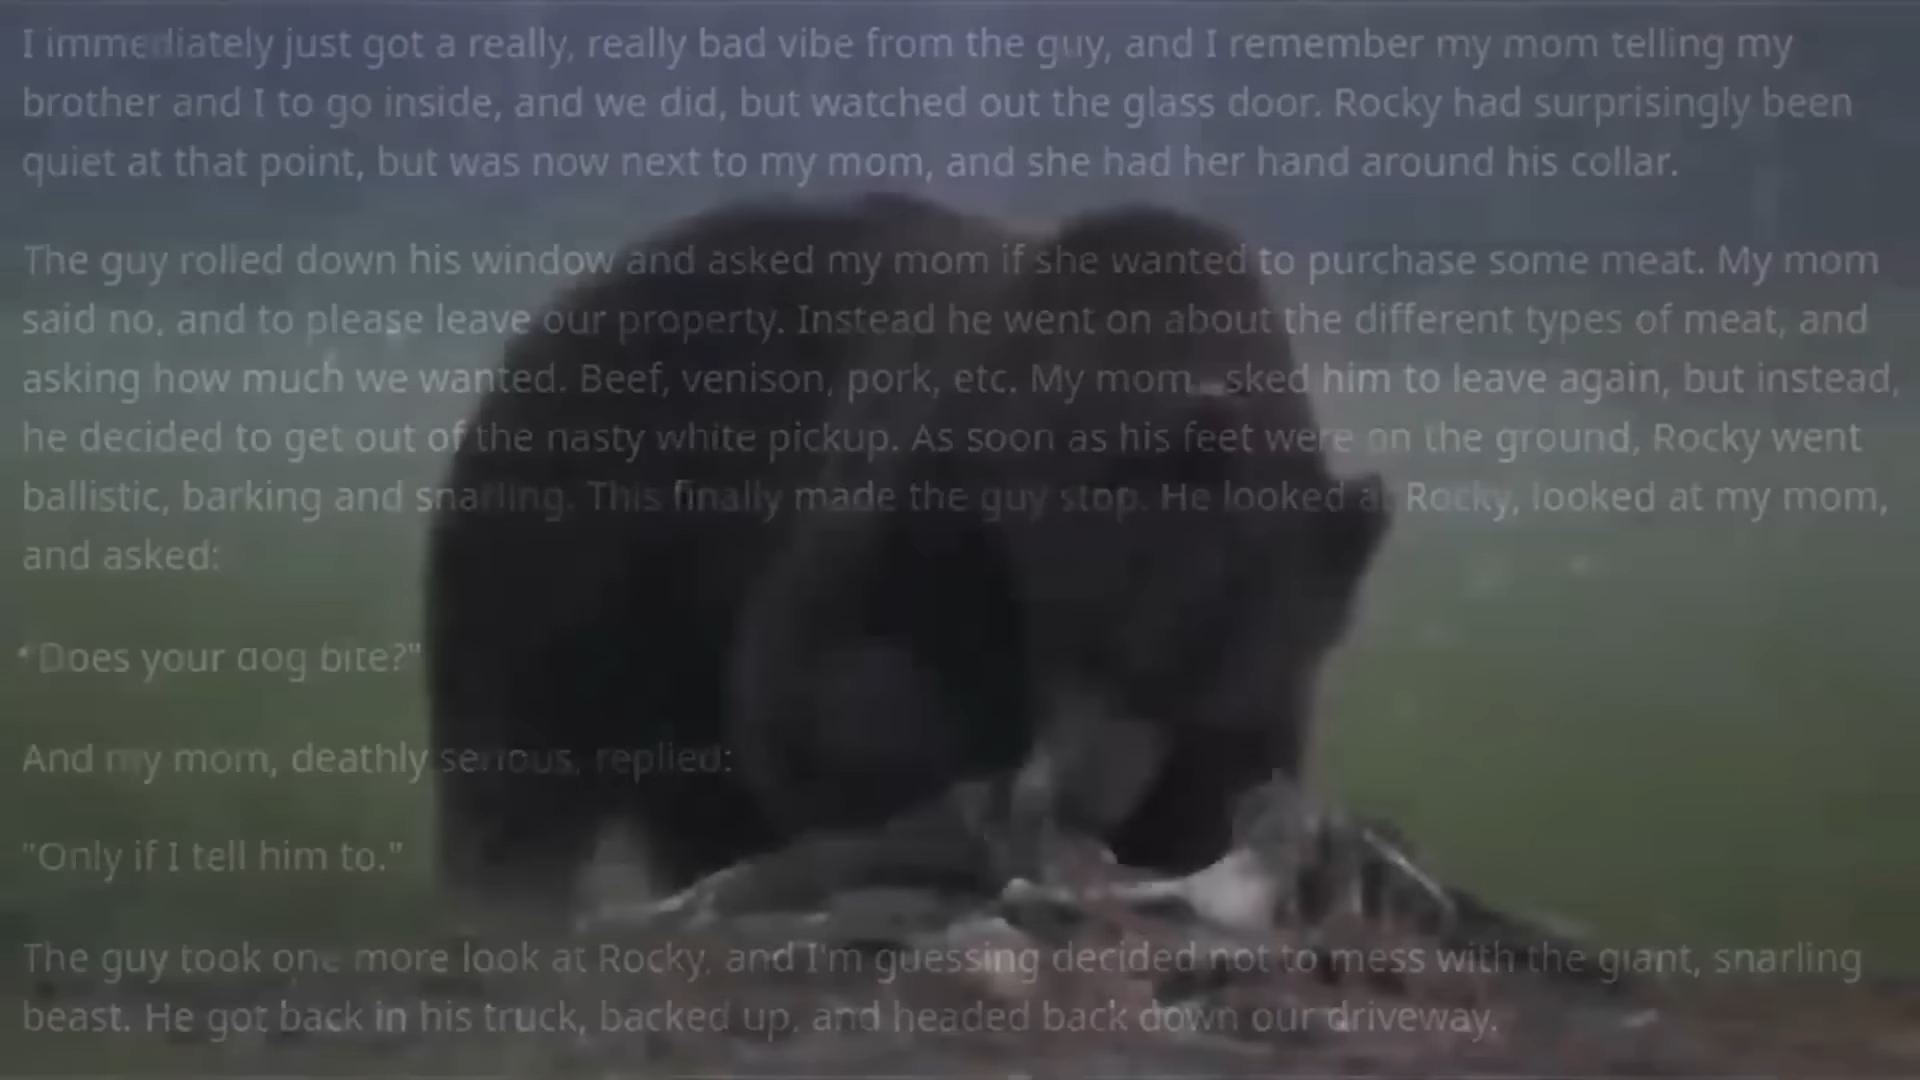 I immediately just got a really, really bad vibe from the guy, and I remember my mom telling my
brother and I to go inside, and we did, but watched out the glass door. Rocky had surprisingly been
quiet at that point, but was now next to my mom, and she had her hand around his collar.
The guy rolled down his window and asked my mom if she wanted to purchase some meat. My mom
said no, and to please leave our property. Instead he went on about the different types of meat, and
asking how much we wanted. Beef, venison, pork, etc. My mom asked him to leave again, but instead,
he decided to get out of the nasty white pickup. As soon as his feet were on the ground, Rocky went
ballistic, barking and snarling. This finally made the guy stop. He looked at Rocky, looked at my mom,
and asked:
"Does your dog bite?"
And my mom, deathly serious, replied:
"Only if I tell him to."
The guy took one more look at Rocky, and I'm guessing decided not to mess with the giant, snarling
beast. He got back in his truck, backed up, and headed back down our driveway.